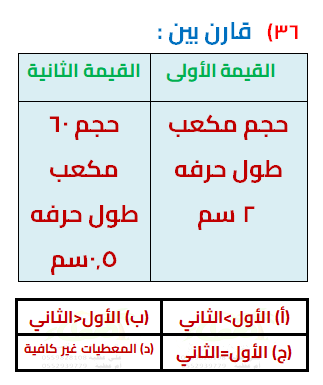 ٣٦) قارن بين :
القيمة الأولى
القيمة الثانية
حجم مكعب
طول حرفه
٢ سم
حجم ٦٠
مكعب
طول حرفه
٠,٥سم
(أ) الأول>الثاني
(ب) الأول<الثاني
(ج) الأول=الثاني
(د) المعطيات غير كافية